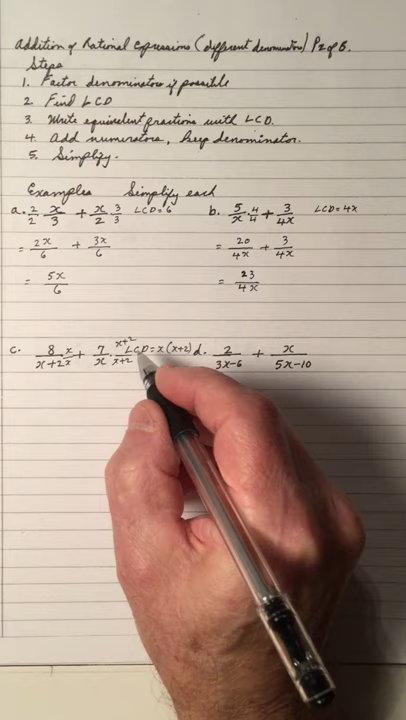 Addition of Rational Expressions (different denominators) P2 of 6.
Steps
1. Factor denominators if possible
2. Find LCD
3. Write equivalent fractions with LCD.
4. Add numerators, keep denominator.
5. Simplify.
Examples Simplify each
a. 2/2 · x/3 + x/2 · 3/3 LCD=6 b. 5/x · 4/4 + 3/4x LCD=4x
= 2x/6 + 3x/6 = 20/4x + 3/4x
= 5x/6 = 23/4x
c. 8/x+2 · x/x + 7/x · x+2/x+2 LCD=x(x+2) d. 2/3x-6 + x/5x-10